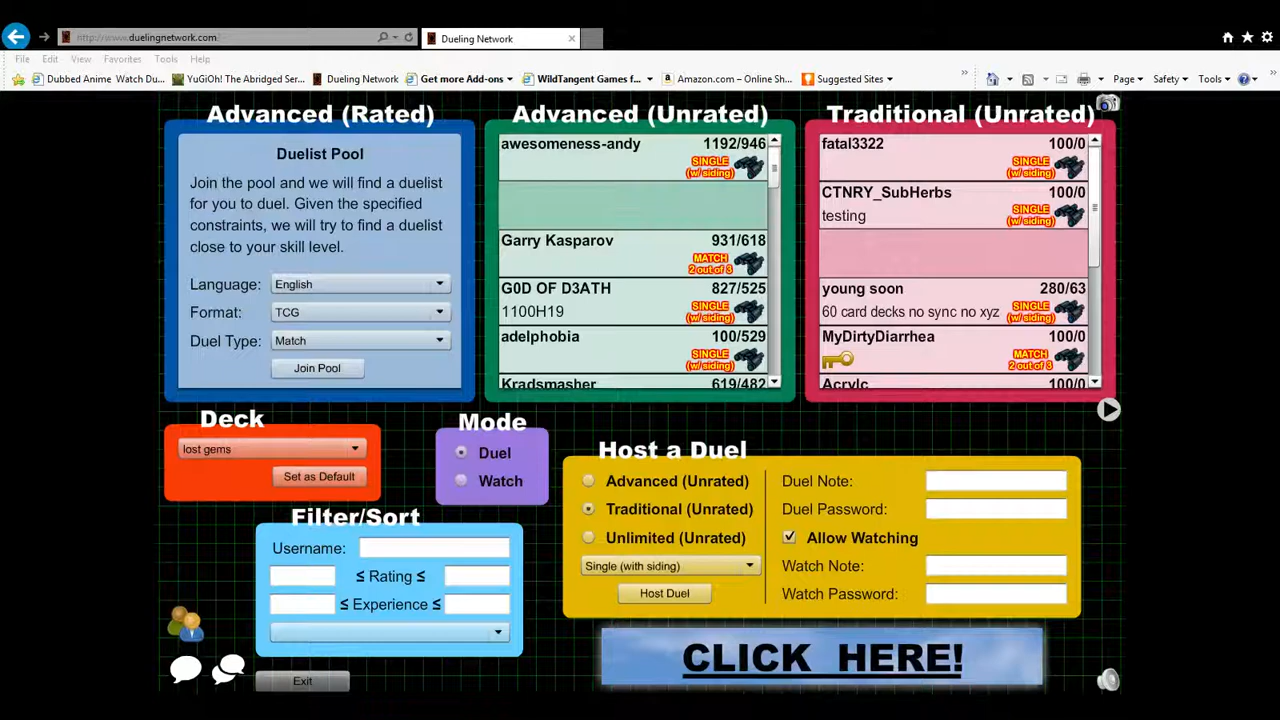 http://www.duelingnetwork.com
Dueling Network
File Edit View Favorites Tools Help
Dubbed Anime Watch Du... YuGiOh! The Abridged Ser... Dueling Network Get more Add-ons WildTangent Games f... Amazon.com – Online Sh... Suggested Sites Page Safety Tools
Advanced (Rated)
Duelist Pool
Join the pool and we will find a duelist
for you to duel. Given the specified
constraints, we will try to find a duelist
close to your skill level.
Language: English
Format: TCG
Duel Type: Match
Join Pool
Advanced (Unrated)
awesomeness-andy 1192/946
SINGLE
(w/ siding)
Garry Kasparov 931/618
MATCH
2 out of 3
G0D OF D3ATH 827/525
1100H19 SINGLE
(w/ siding)
adelphobia 100/529
SINGLE
(w/ siding)
Kradsmasher 619/482
Traditional (Unrated)
fatal3322 100/0
SINGLE
(w/ siding)
CTNRY_SubHerbs 100/0
testing SINGLE
(w/ siding)
young soon 280/63
60 card decks no sync no xyz SINGLE
(w/ siding)
MyDirtyDiarrhea 100/0
MATCH
2 out of 3
Acrylc 100/0
Deck
lost gems
Set as Default
Mode
Duel
Watch
Filter/Sort
Username:
≤ Rating ≤
≤ Experience ≤
Exit
Host a Duel
Advanced (Unrated)
Traditional (Unrated)
Unlimited (Unrated)
Single (with siding)
Host Duel
Duel Note:
Duel Password:
Allow Watching
Watch Note:
Watch Password:
CLICK HERE!